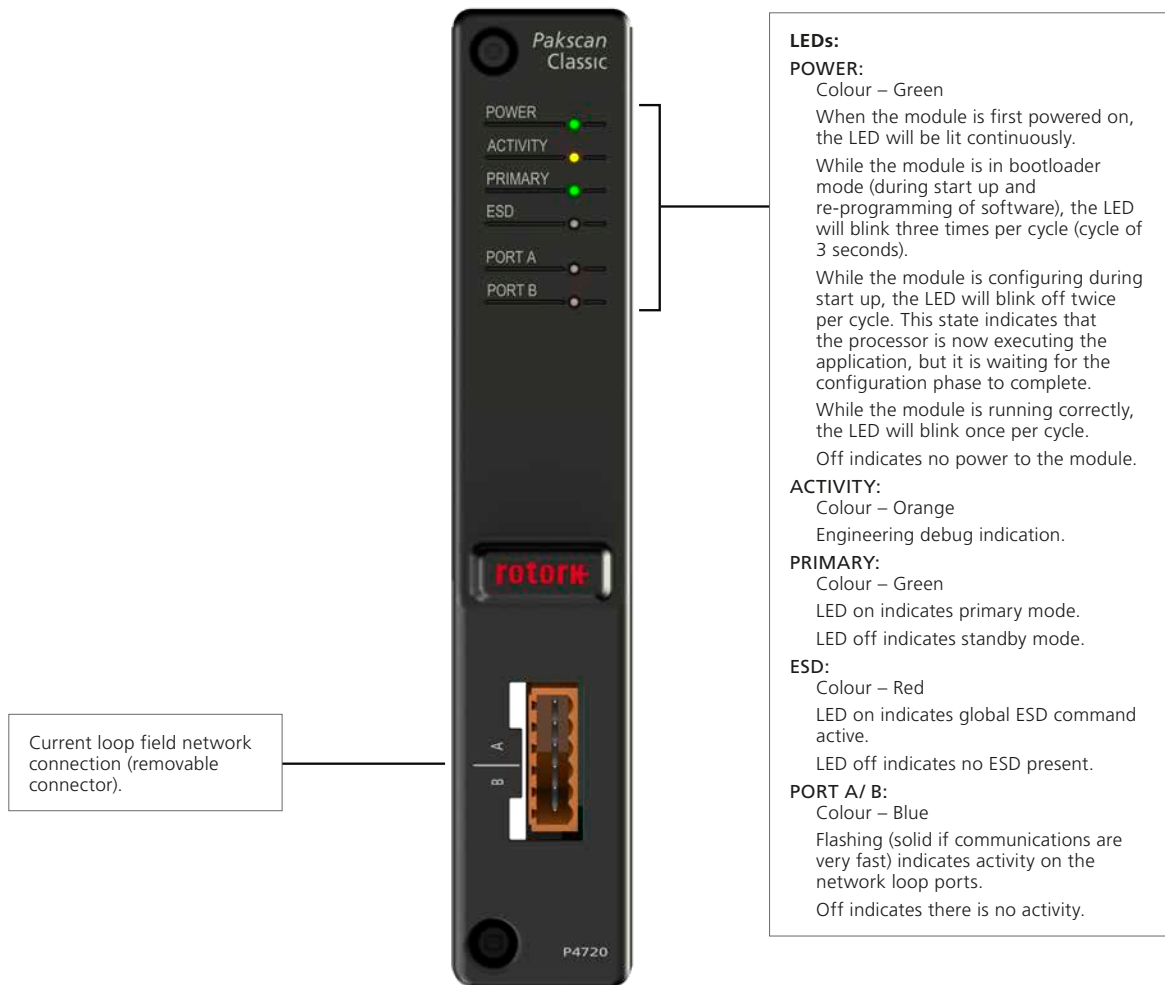 Pakscan
Classic
POWER
ACTIVITY
PRIMARY
ESD
PORT A
PORT B
rotork
A
B
P4720
Current loop field network
connection (removable
connector).
LEDs:
POWER:
Colour – Green
When the module is first powered on,
the LED will be lit continuously.
While the module is in bootloader
mode (during start up and
re-programming of software), the LED
will blink three times per cycle (cycle of
3 seconds).
While the module is configuring during
start up, the LED will blink off twice
per cycle. This state indicates that
the processor is now executing the
application, but it is waiting for the
configuration phase to complete.
While the module is running correctly,
the LED will blink once per cycle.
Off indicates no power to the module.
ACTIVITY:
Colour – Orange
Engineering debug indication.
PRIMARY:
Colour – Green
LED on indicates primary mode.
LED off indicates standby mode.
ESD:
Colour – Red
LED on indicates global ESD command
active.
LED off indicates no ESD present.
PORT A/ B:
Colour – Blue
Flashing (solid if communications are
very fast) indicates activity on the
network loop ports.
Off indicates there is no activity.